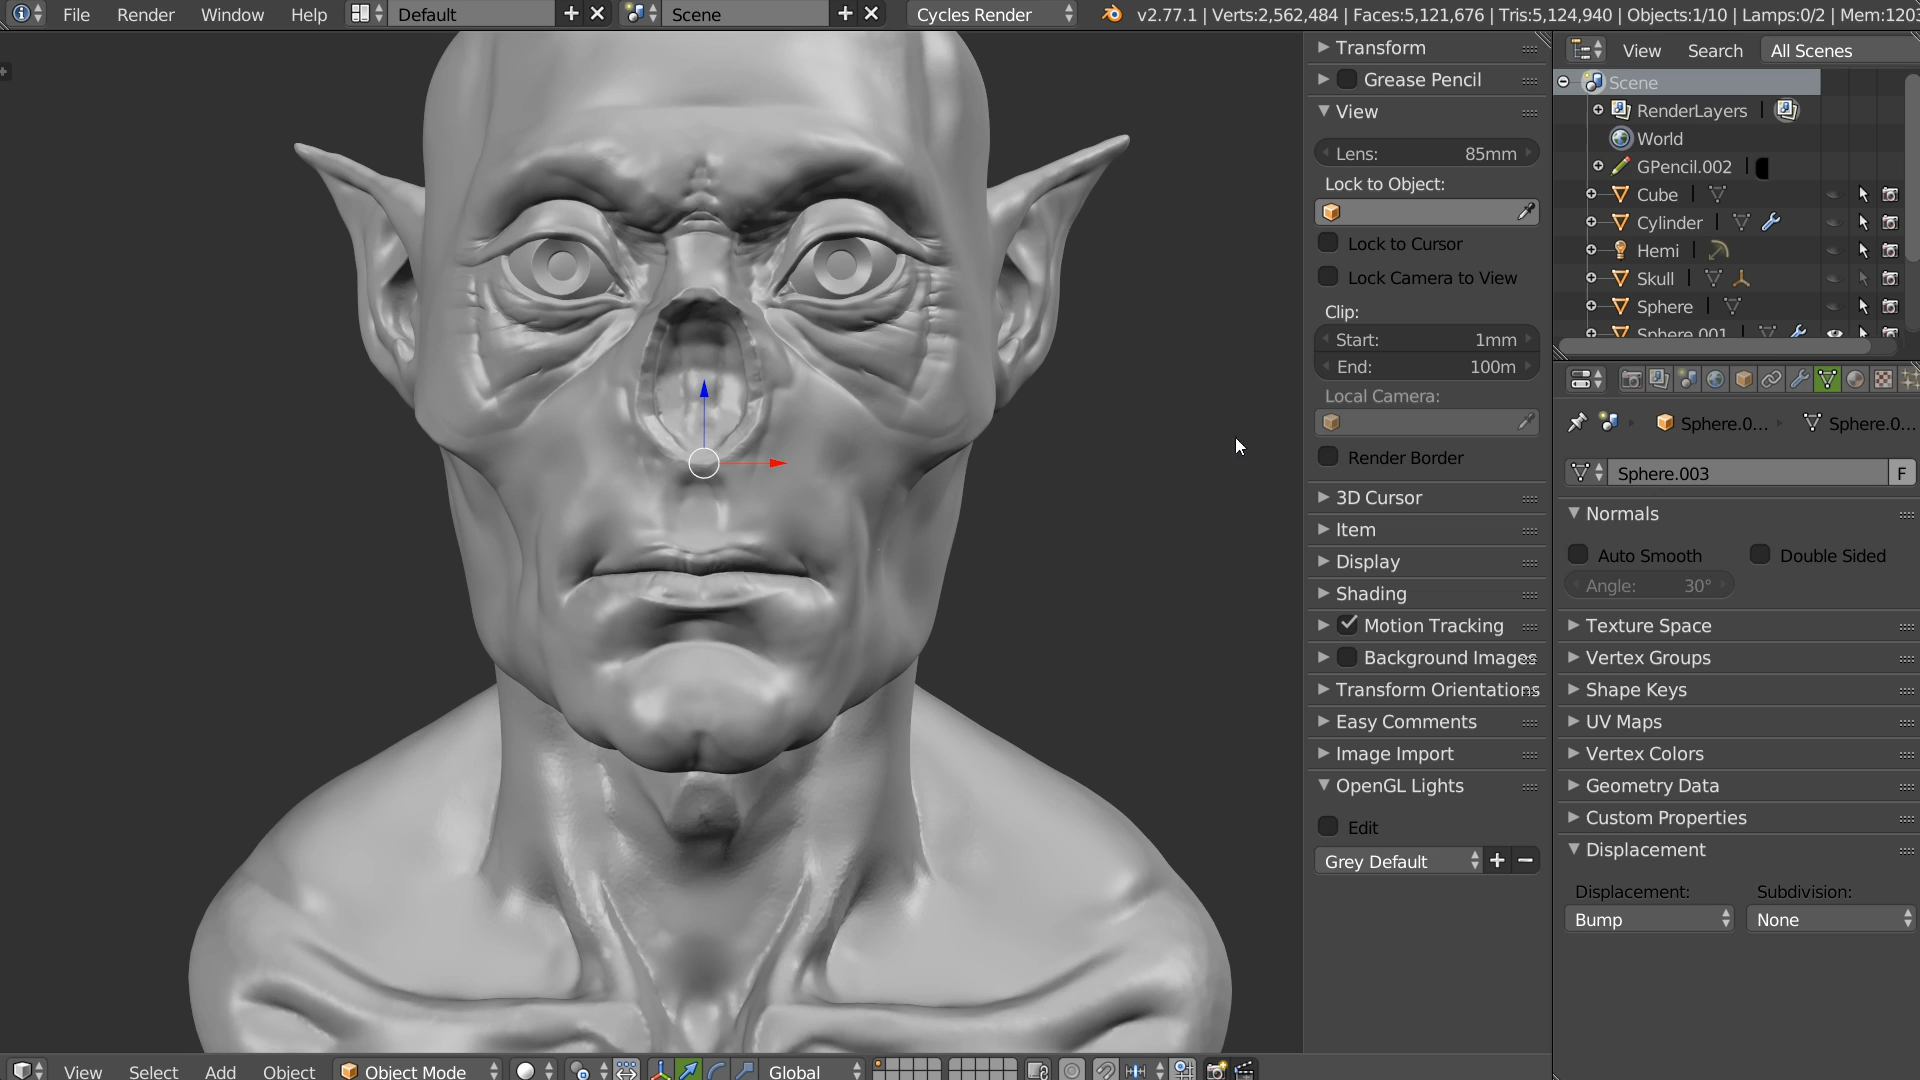 File Render Window Help Default Scene Cycles Render v2.77.1 | Verts:2,562,484 | Faces:5,121,676 | Tris:5,124,940 | Objects:1/10 | Lamps:0/2 | Mem:1203
Transform
Grease Pencil
View
Lens: 85mm
Lock to Object:
Lock to Cursor
Lock Camera to View
Clip:
Start: 1mm
End: 100m
Local Camera:
Render Border
3D Cursor
Item
Display
Shading
Motion Tracking
Background Images
Transform Orientations
Easy Comments
Image Import
OpenGL Lights
Edit
Grey Default
View Search All Scenes
Scene
RenderLayers
World
GPencil.002
Cube
Cylinder
Hemi
Skull
Sphere
Sphere.001
Sphere.0... Sphere.0...
Sphere.003 F
Normals
Auto Smooth Double Sided
Angle: 30°
Texture Space
Vertex Groups
Shape Keys
UV Maps
Vertex Colors
Geometry Data
Custom Properties
Displacement
Displacement: Subdivision:
Bump None
View Select Add Object Object Mode Global